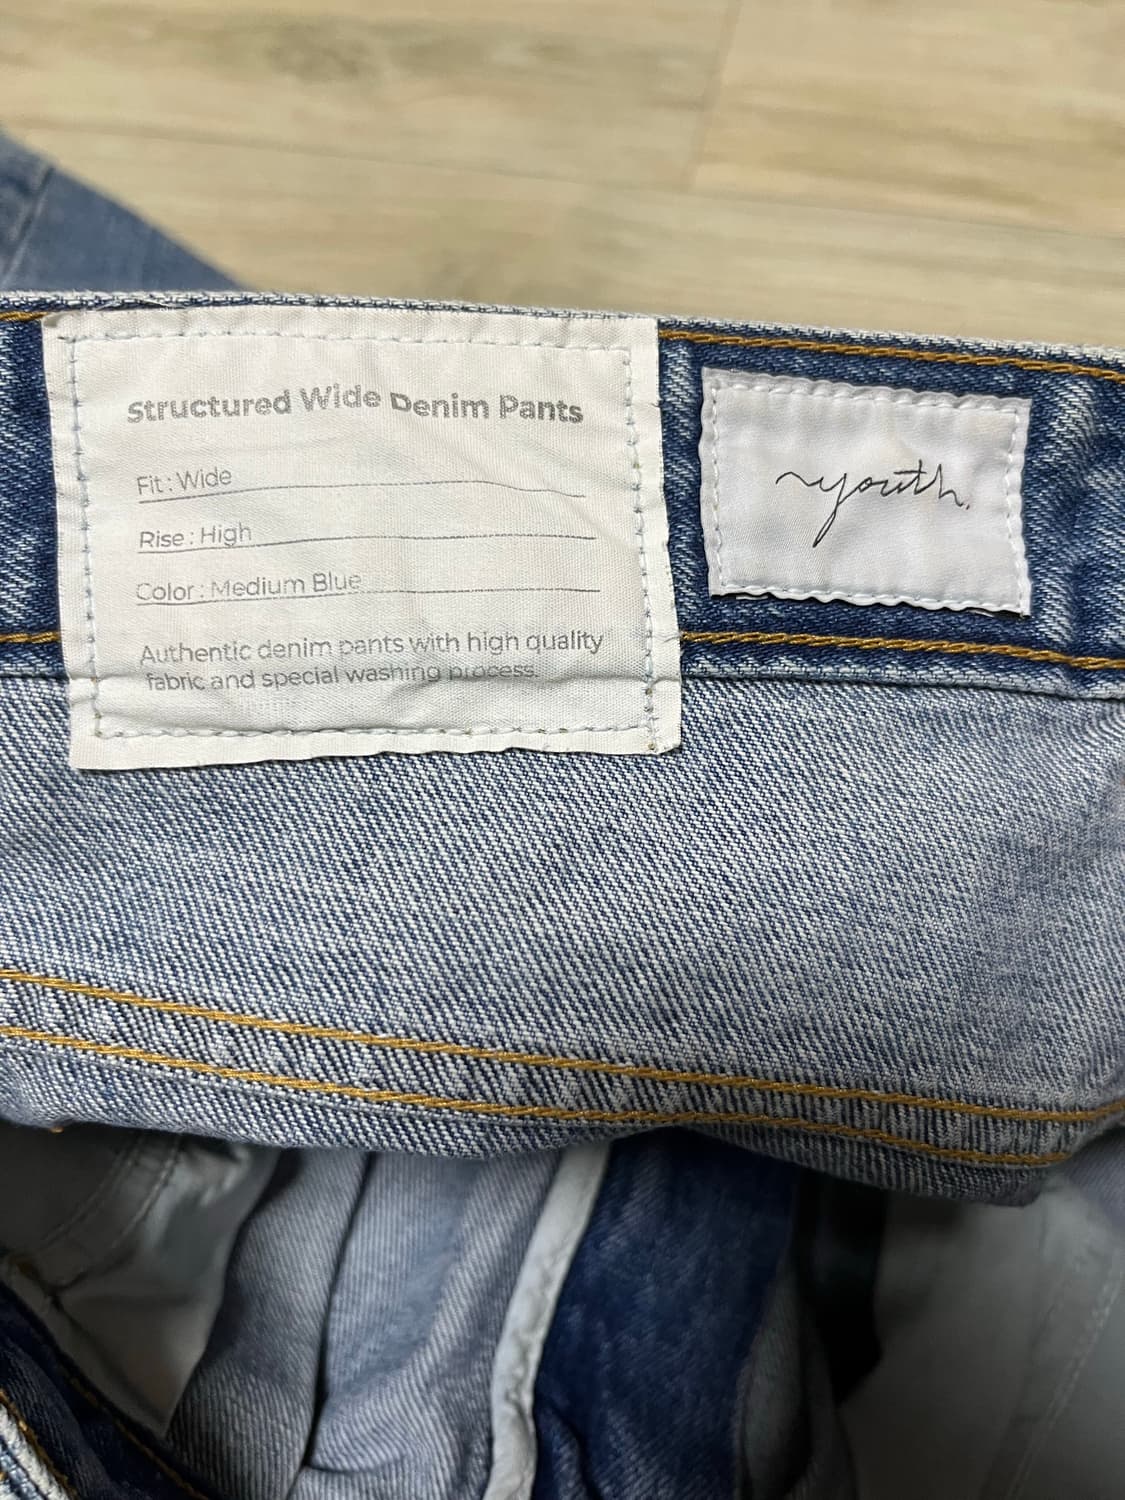 Structured Wide Denim Pants
Fit : Wide
Rise : High
Color : Medium Blue
Authentic denim pants with high quality
fabric and special washing process.
youth.